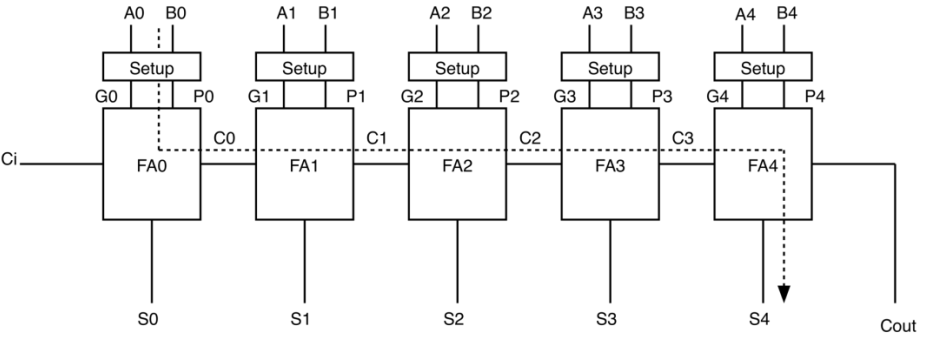 A0 B0 A1 B1 A2 B2 A3 B3 A4 B4
Setup Setup Setup Setup Setup
G0 P0 G1 P1 G2 P2 G3 P3 G4 P4
C0 C1 C2 C3
Ci FA0 FA1 FA2 FA3 FA4
S0 S1 S2 S3 S4 Cout